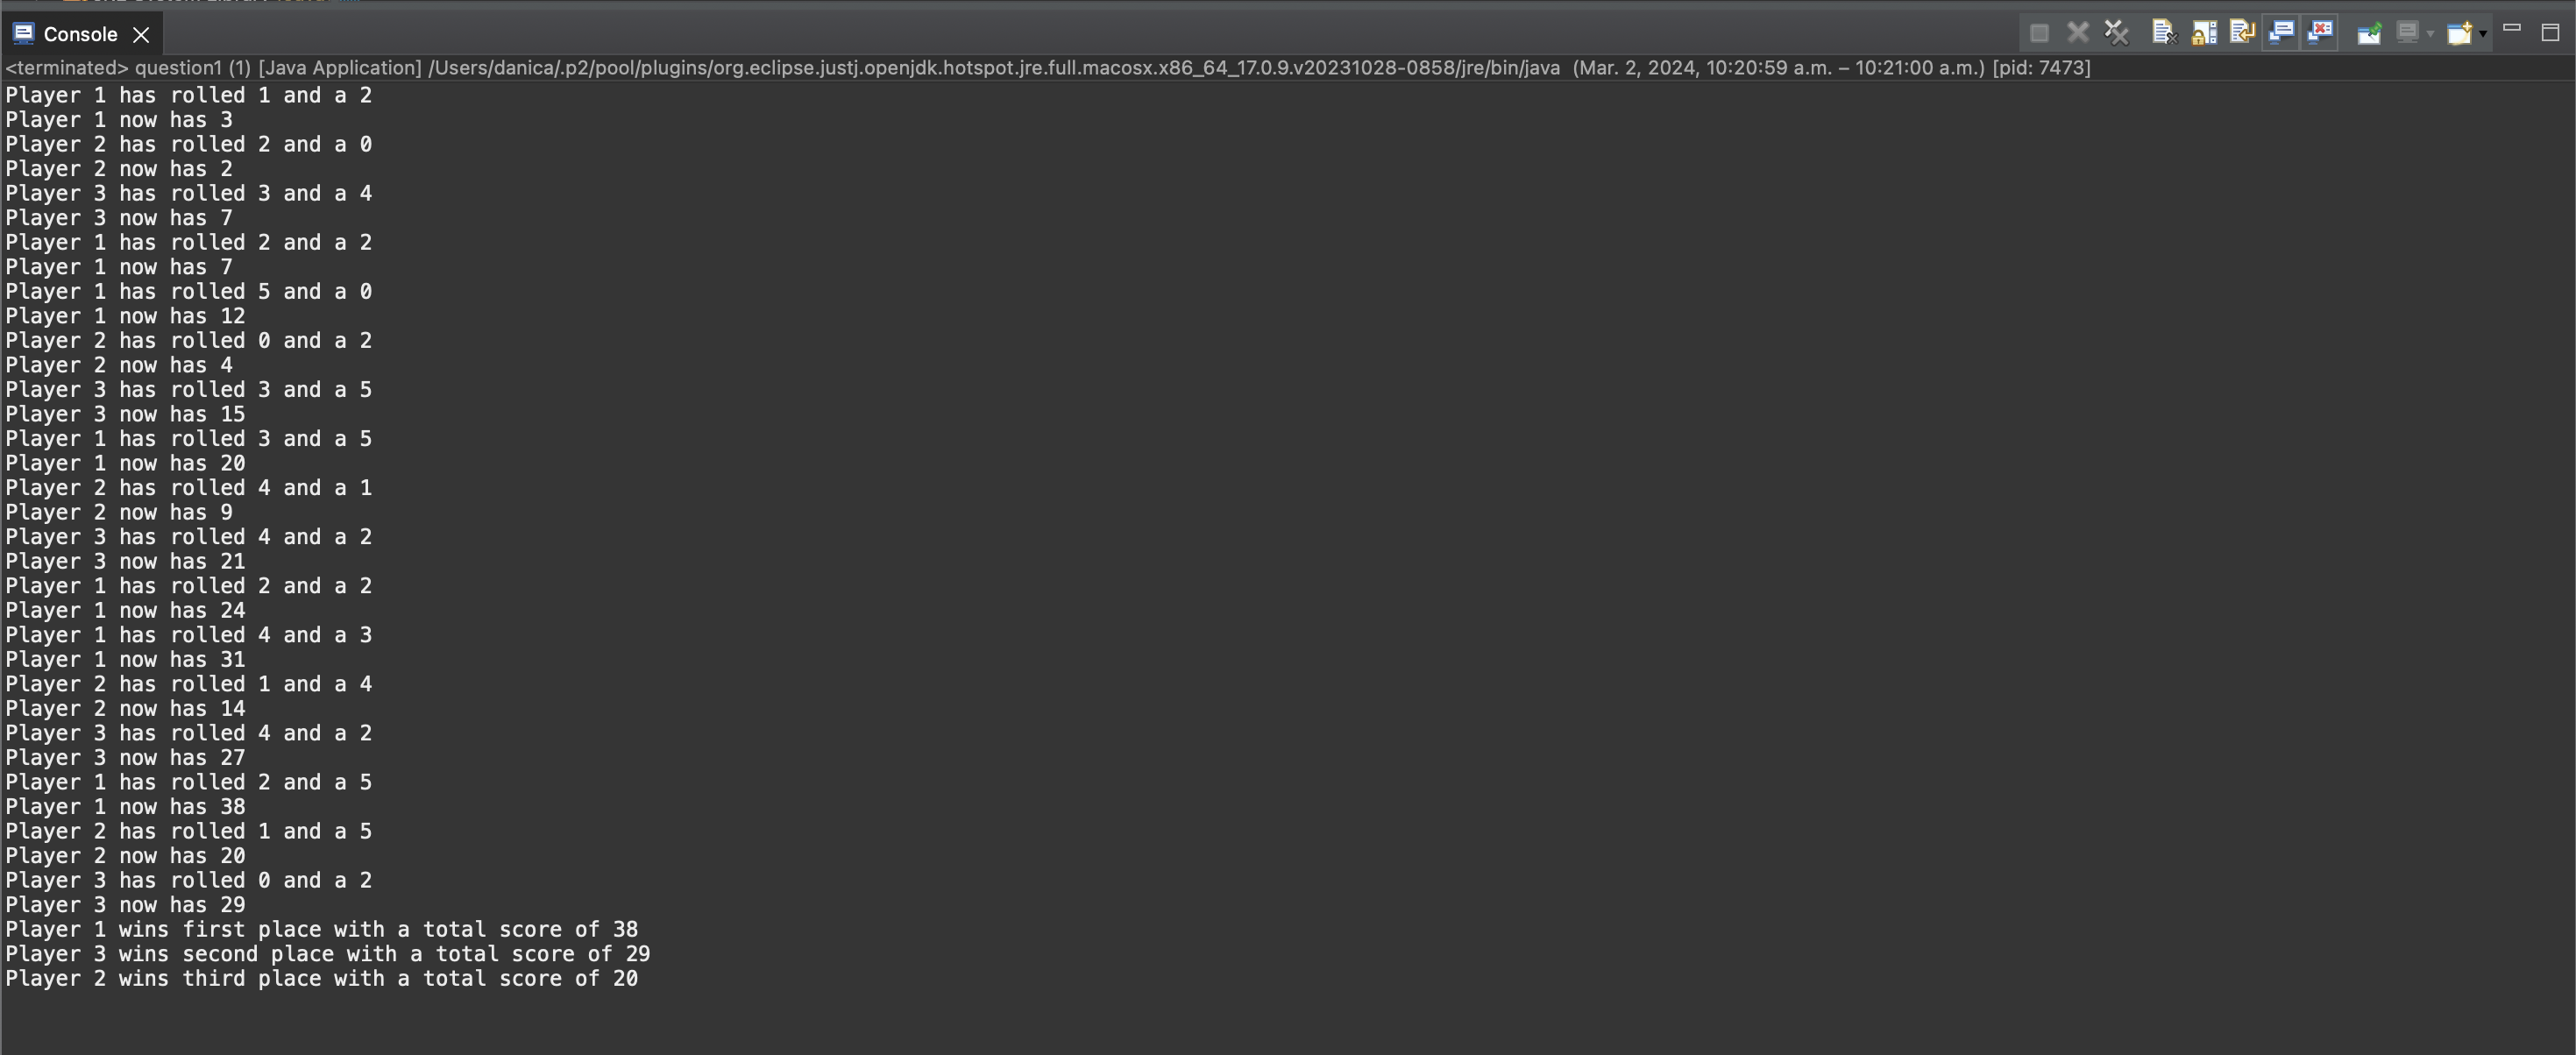 Console
<terminated> question1 (1) [Java Application] /Users/danica/.p2/pool/plugins/org.eclipse.justj.openjdk.hotspot.jre.full.macosx.x86_64_17.0.9.v20231028-0858/jre/bin/java (Mar. 2, 2024, 10:20:59 a.m. – 10:21:00 a.m.) [pid: 7473]
Player 1 has rolled 1 and a 2
Player 1 now has 3
Player 2 has rolled 2 and a 0
Player 2 now has 2
Player 3 has rolled 3 and a 4
Player 3 now has 7
Player 1 has rolled 2 and a 2
Player 1 now has 7
Player 1 has rolled 5 and a 0
Player 1 now has 12
Player 2 has rolled 0 and a 2
Player 2 now has 4
Player 3 has rolled 3 and a 5
Player 3 now has 15
Player 1 has rolled 3 and a 5
Player 1 now has 20
Player 2 has rolled 4 and a 1
Player 2 now has 9
Player 3 has rolled 4 and a 2
Player 3 now has 21
Player 1 has rolled 2 and a 2
Player 1 now has 24
Player 1 has rolled 4 and a 3
Player 1 now has 31
Player 2 has rolled 1 and a 4
Player 2 now has 14
Player 3 has rolled 4 and a 2
Player 3 now has 27
Player 1 has rolled 2 and a 5
Player 1 now has 38
Player 2 has rolled 1 and a 5
Player 2 now has 20
Player 3 has rolled 0 and a 2
Player 3 now has 29
Player 1 wins first place with a total score of 38
Player 3 wins second place with a total score of 29
Player 2 wins third place with a total score of 20